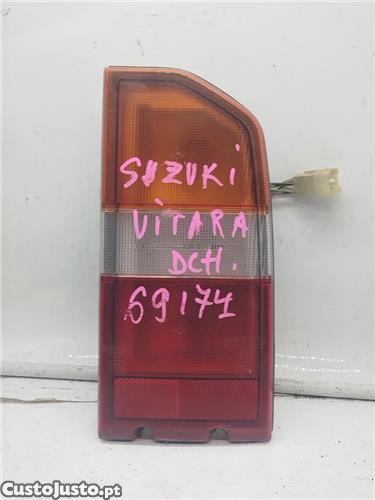 SUZUKI
VITARA
DCH.
69174
CustoJusto.pt